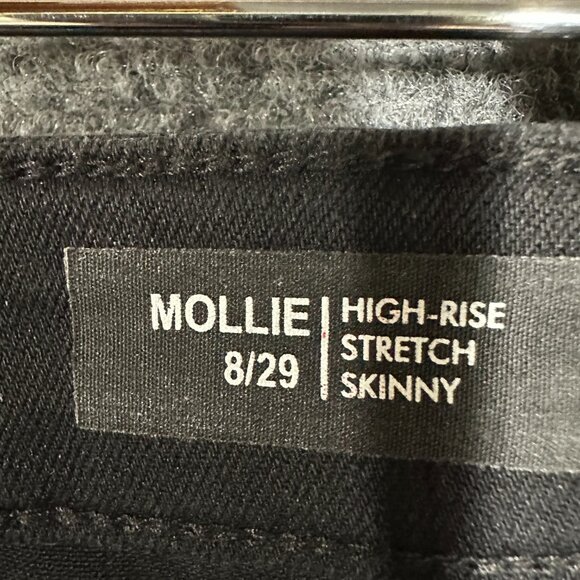 MOLLIE
8/29
HIGH-RISE
STRETCH
SKINNY